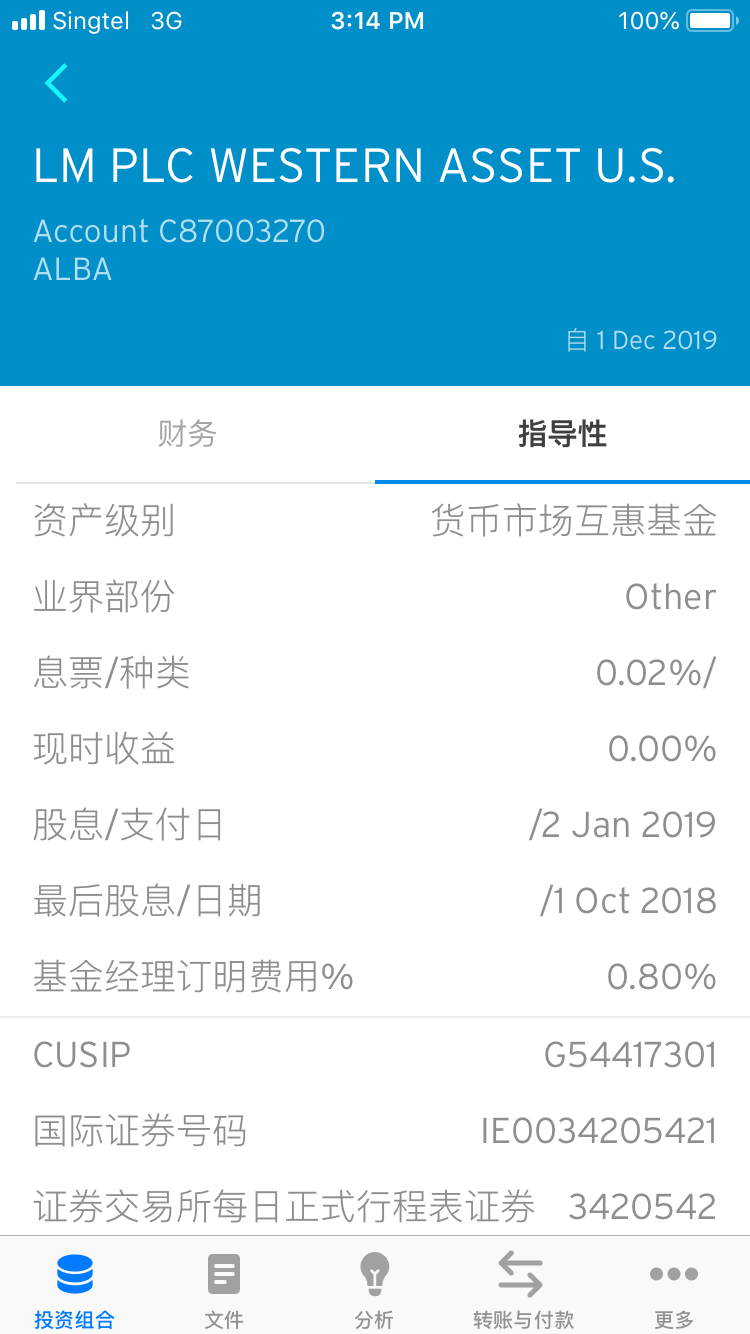 Singtel 3G 3:14 PM 100%
LM PLC WESTERN ASSET U.S.
Account C87003270
ALBA
自 1 Dec 2019
财务 指导性
资产级别 货币市场互惠基金
业界部份 Other
息票/种类 0.02%/
现时收益 0.00%
股息/支付日 /2 Jan 2019
最后股息/日期 /1 Oct 2018
基金经理订明费用% 0.80%
CUSIP G54417301
国际证券号码 IE0034205421
证券交易所每日正式行程表证券 3420542
投资组合 文件 分析 转账与付款 更多